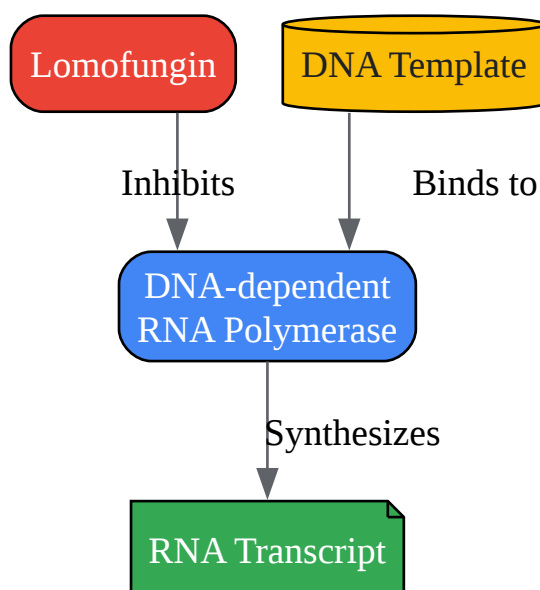 Lomofungin
DNA Template
Inhibits
Binds to
DNA-dependent
RNA Polymerase
Synthesizes
RNA Transcript